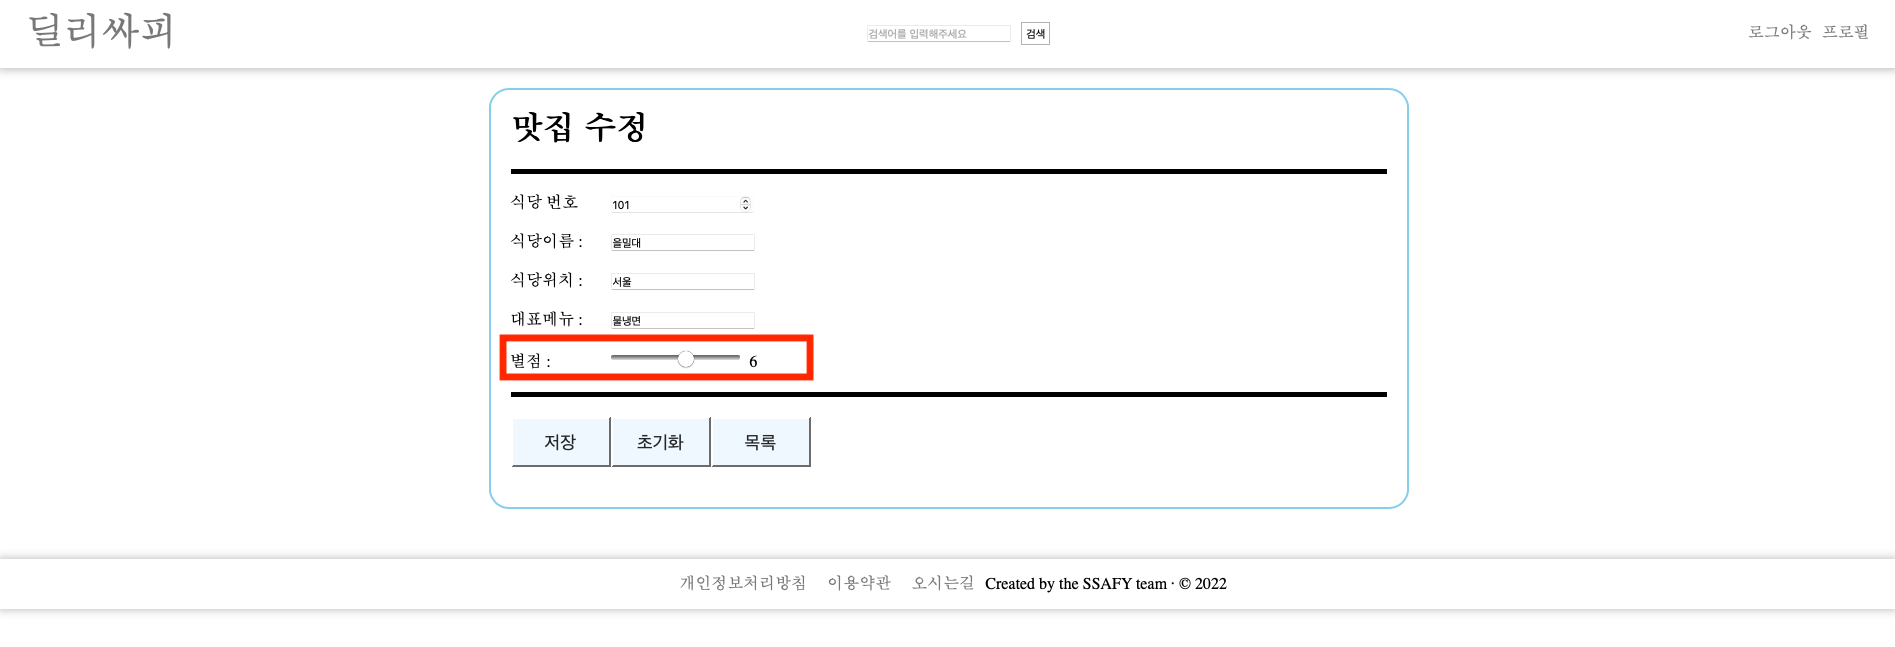 딜리싸피
검색어를 입력해주세요 검색
로그아웃 프로필
맛집 수정
식당 번호 101
식당이름 : 을밀대
식당위치 : 서울
대표메뉴 : 물냉면
별점 : 6
저장 초기화 목록
개인정보처리방침 이용약관 오시는길 Created by the SSAFY team · © 2022